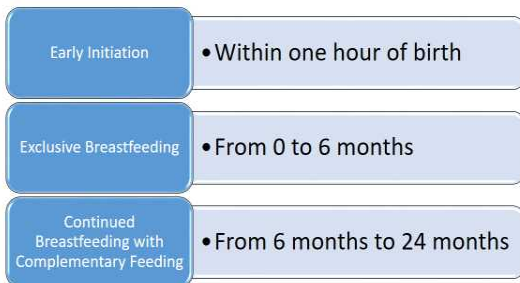 Early Initiation
• Within one hour of birth
Exclusive Breastfeeding
• From 0 to 6 months
Continued
Breastfeeding with
Complementary Feeding
• From 6 months to 24 months